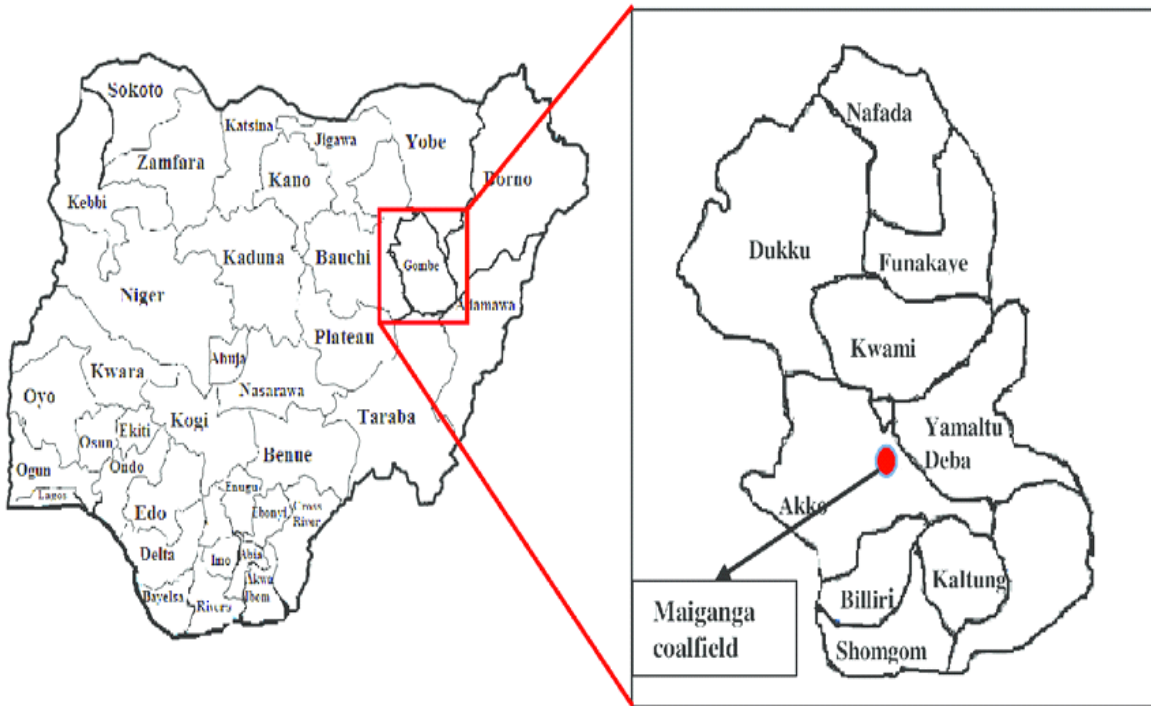 Sokoto
Katsina
Jigawa
Yobe
Zamfara
Kano
Borno
Kebbi
Kaduna
Bauchi
Gombe
Niger
Adamawa
Plateau
Abuja
Kwara
Nasarawa
Oyo
Kogi
Taraba
Osun
Ekiti
Ondo
Benue
Ogun
Lagos
Enugu
Edo
Ebonyi
Cross
River
Delta
Imo
Abia
Akwa
Ibom
Bayelsa
Rivers
Nafada
Dukku
Funakaye
Kwami
Yamaltu
Deba
Akko
Kaltung
Billiri
Shomgom
Maiganga
coalfield